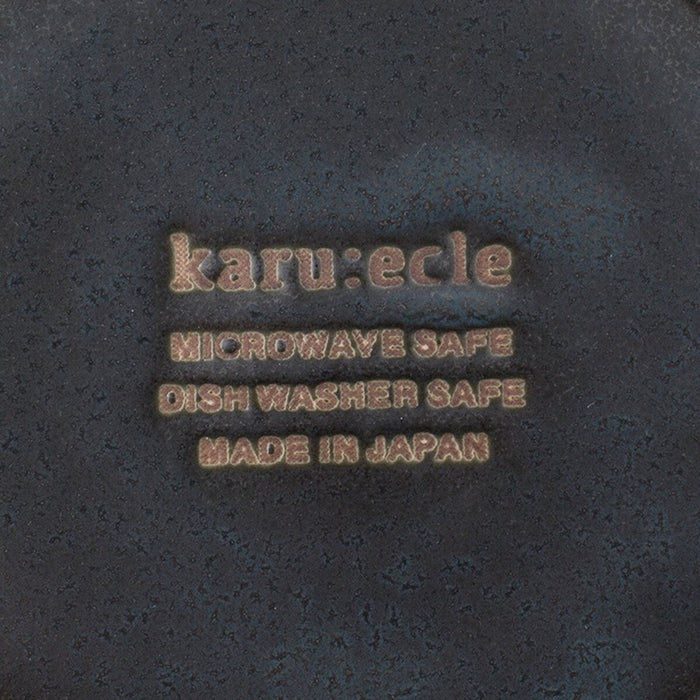 karu:ecle
MICROWAVE SAFE
DISH WASHER SAFE
MADE IN JAPAN